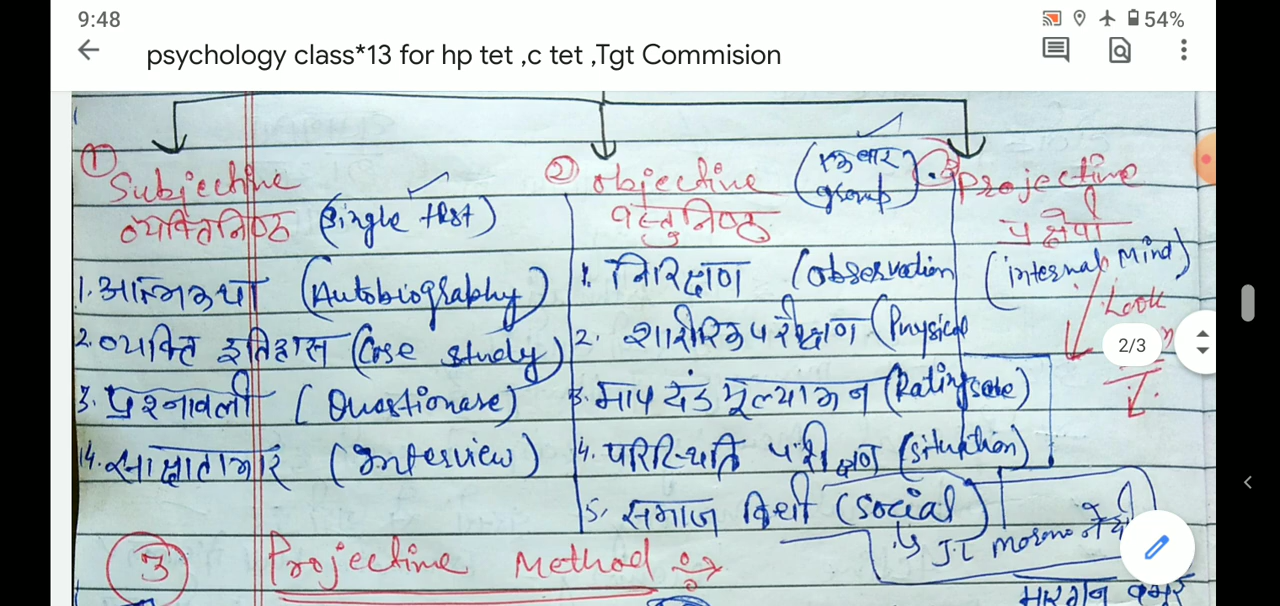 9:48
54%
psychology class*13 for hp tet ,c tet ,Tgt Commision
① Subjective
व्यक्तिनिष्ठ (Single test)
1. आत्मिकथा (Autobiography)
2. व्यक्ति इतिहास (Case study)
3. प्रश्नावली (Questionare)
4. साक्षातकार (Interview)
② objective (एक बार group)
वस्तुनिष्ठ
1. निरिक्षण (Observation
2. शारीरिक परीक्षण (Physical
3. माप दंड मूल्याकन (Rating scale)
4. परिस्थिति परीक्षण (situation)
5. समाज (Social)
J.L Moreno ने दी
Projective
प्रक्षेपी
(internal Mind)
Look
2/3
③ Projective Method